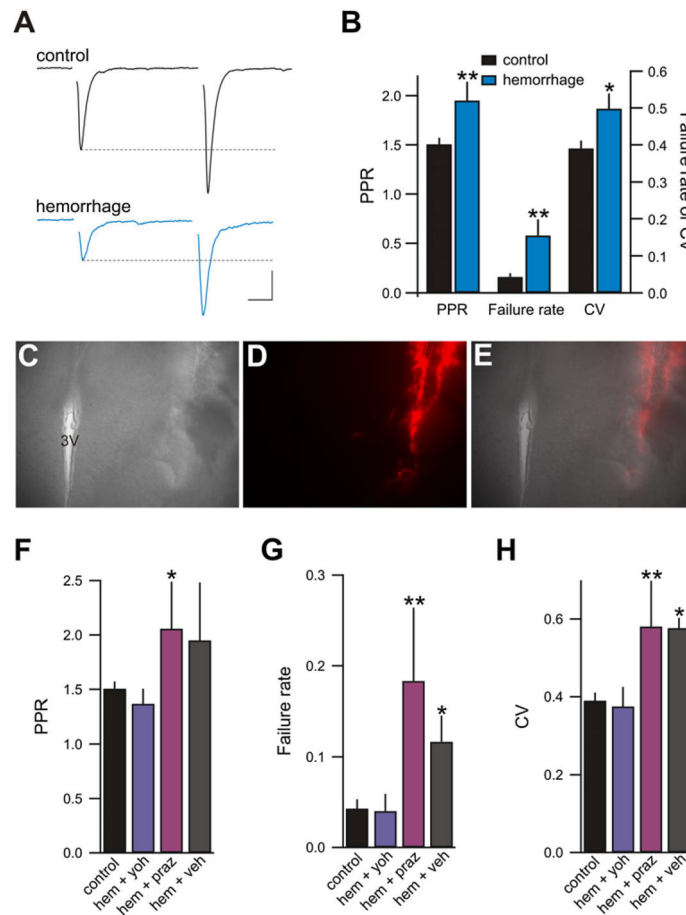 A
control
hemorrhage
B
control
hemorrhage
**
**
*
2.0
1.5
1.0
0.5
0.0
PPR
0.6
0.5
0.4
0.3
0.2
0.1
0.0
Failure rate or CV
PPR Failure rate CV
C
3V
D
E
F
2.5
2.0
1.5
1.0
0.5
0.0
PPR
*
control
hem + yoh
hem + praz
hem + veh
G
0.3
0.2
0.1
0.0
Failure rate
**
*
control
hem + yoh
hem + praz
hem + veh
H
0.6
0.4
0.2
0.0
CV
**
*
control
hem + yoh
hem + praz
hem + veh